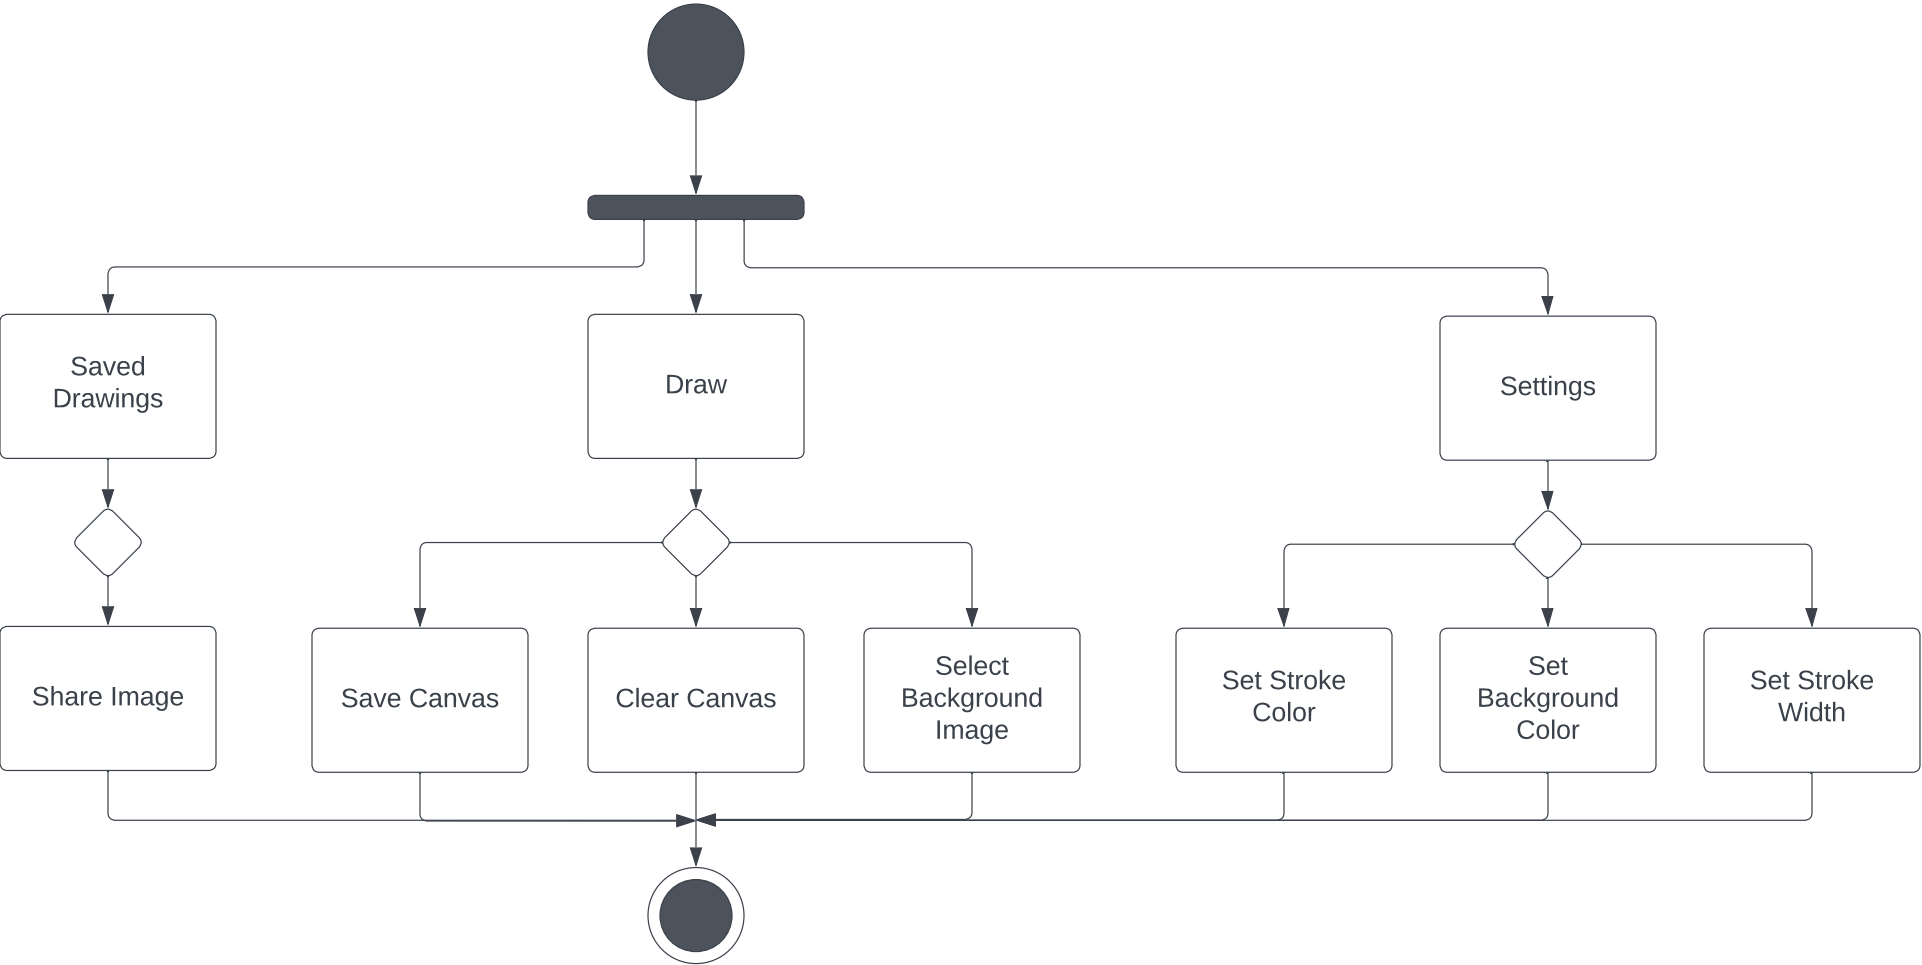 Saved
Drawings
Draw
Settings
Share Image
Save Canvas
Clear Canvas
Select
Background
Image
Set Stroke
Color
Set
Background
Color
Set Stroke
Width